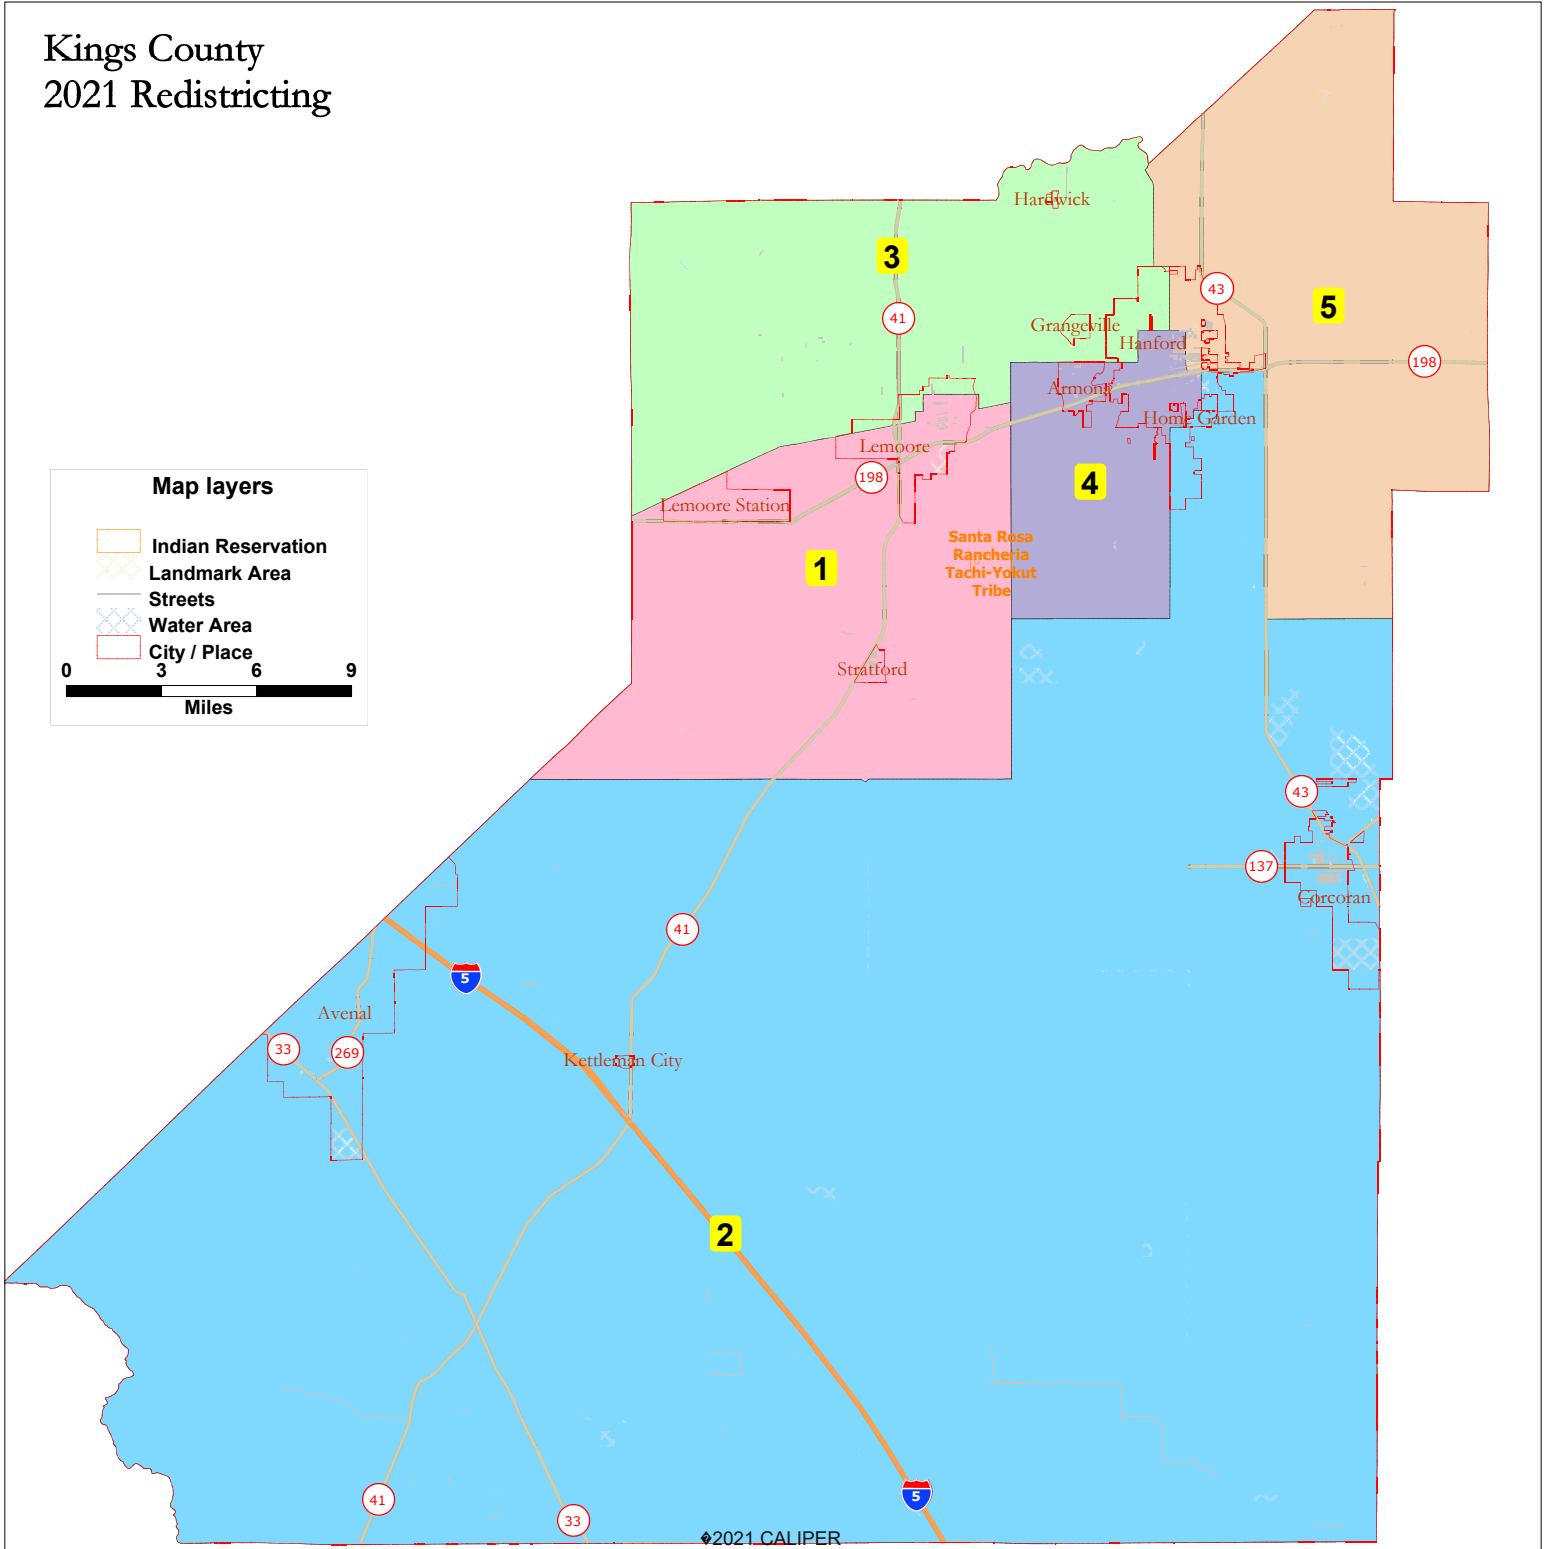 Kings County
2021 Redistricting
Hardwick
3
43
5
41
Grangeville
Hanford
198
Armona
Home Garden
Lemoore
198
4
Lemoore Station
Santa Rosa
Rancheria
Tachi-Yokut
Tribe
1
Stratford
Map layers
Indian Reservation
Landmark Area
Streets
Water Area
City / Place
0 3 6 9
Miles
43
137
Corcoran
41
5
Avenal
33
269
Kettleman City
2
5
41
33
�2021 CALIPER